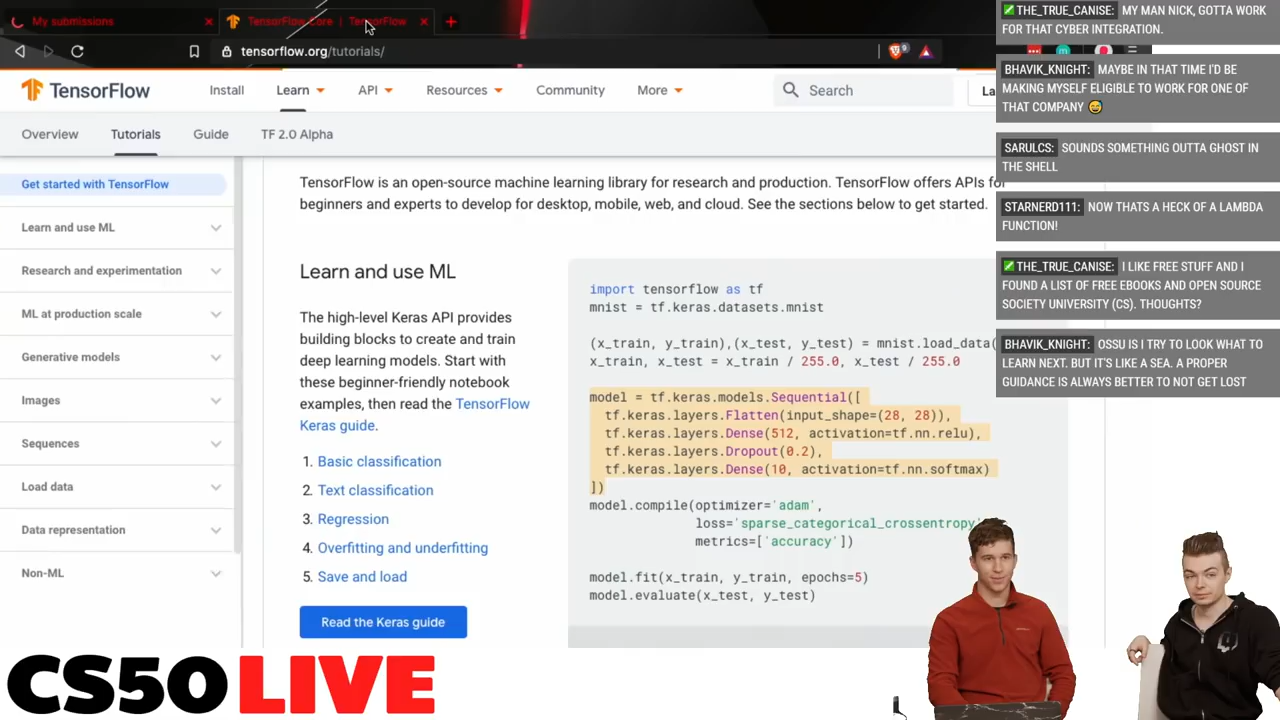 My submissions
TensorFlow Core | TensorFlow
tensorflow.org/tutorials/
9
TensorFlow
Install
Learn
API
Resources
Community
More
Search
La
Overview
Tutorials
Guide
TF 2.0 Alpha
Get started with TensorFlow
Learn and use ML
Research and experimentation
ML at production scale
Generative models
Images
Sequences
Load data
Data representation
Non-ML
TensorFlow is an open-source machine learning library for research and production. TensorFlow offers APIs for
beginners and experts to develop for desktop, mobile, web, and cloud. See the sections below to get started.
Learn and use ML
The high-level Keras API provides
building blocks to create and train
deep learning models. Start with
these beginner-friendly notebook
examples, then read the TensorFlow
Keras guide.
1. Basic classification
2. Text classification
3. Regression
4. Overfitting and underfitting
5. Save and load
Read the Keras guide
import tensorflow as tf
mnist = tf.keras.datasets.mnist
(x_train, y_train),(x_test, y_test) = mnist.load_data(
x_train, x_test = x_train / 255.0, x_test / 255.0
model = tf.keras.models.Sequential([
tf.keras.layers.Flatten(input_shape=(28, 28)),
tf.keras.layers.Dense(512, activation=tf.nn.relu),
tf.keras.layers.Dropout(0.2),
tf.keras.layers.Dense(10, activation=tf.nn.softmax)
])
model.compile(optimizer='adam',
loss='sparse_categorical_crossentropy'
metrics=['accuracy'])
model.fit(x_train, y_train, epochs=5)
model.evaluate(x_test, y_test)
THE_TRUE_CANISE: MY MAN NICK, GOTTA WORK
FOR THAT CYBER INTEGRATION.
BHAVIK_KNIGHT: MAYBE IN THAT TIME I'D BE
MAKING MYSELF ELIGIBLE TO WORK FOR ONE OF
THAT COMPANY 😅
SARULCS: SOUNDS SOMETHING OUTTA GHOST IN
THE SHELL
STARNERD111: NOW THATS A HECK OF A LAMBDA
FUNCTION!
THE_TRUE_CANISE: I LIKE FREE STUFF AND I
FOUND A LIST OF FREE EBOOKS AND OPEN SOURCE
SOCIETY UNIVERSITY (CS). THOUGHTS?
BHAVIK_KNIGHT: OSSU IS I TRY TO LOOK WHAT TO
LEARN NEXT. BUT IT'S LIKE A SEA. A PROPER
GUIDANCE IS ALWAYS BETTER TO NOT GET LOST
CS50 LIVE